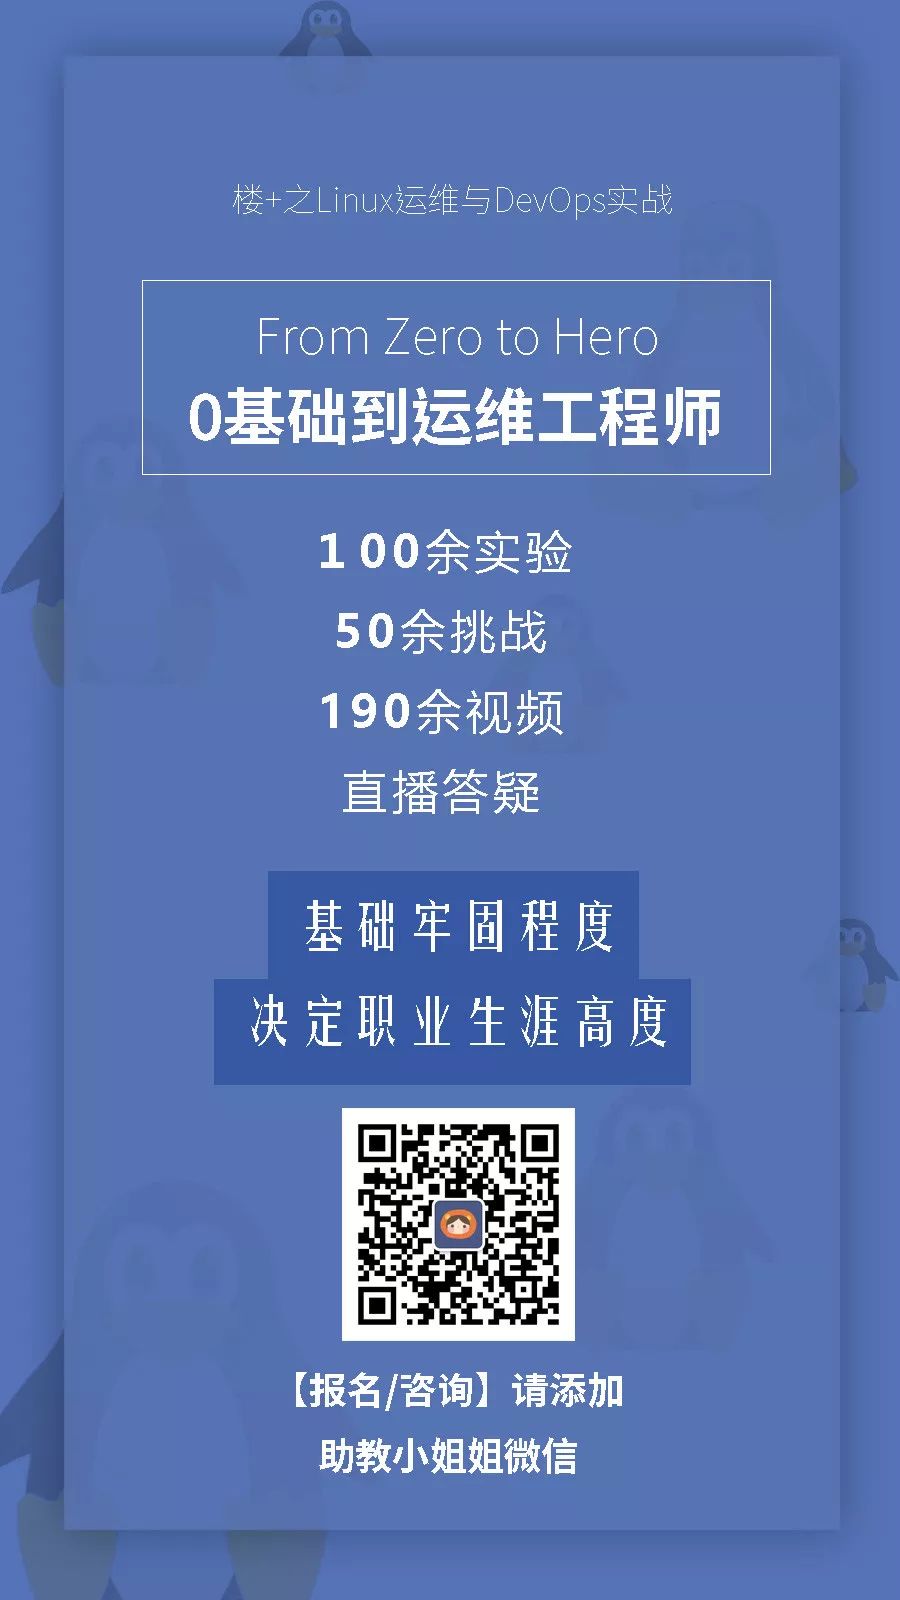 楼+之Linux运维与DevOps实战
From Zero to Hero
0基础到运维工程师
100余实验
50余挑战
190余视频
直播答疑
基础牢固程度
决定职业生涯高度
【报名/咨询】请添加
助教小姐姐微信